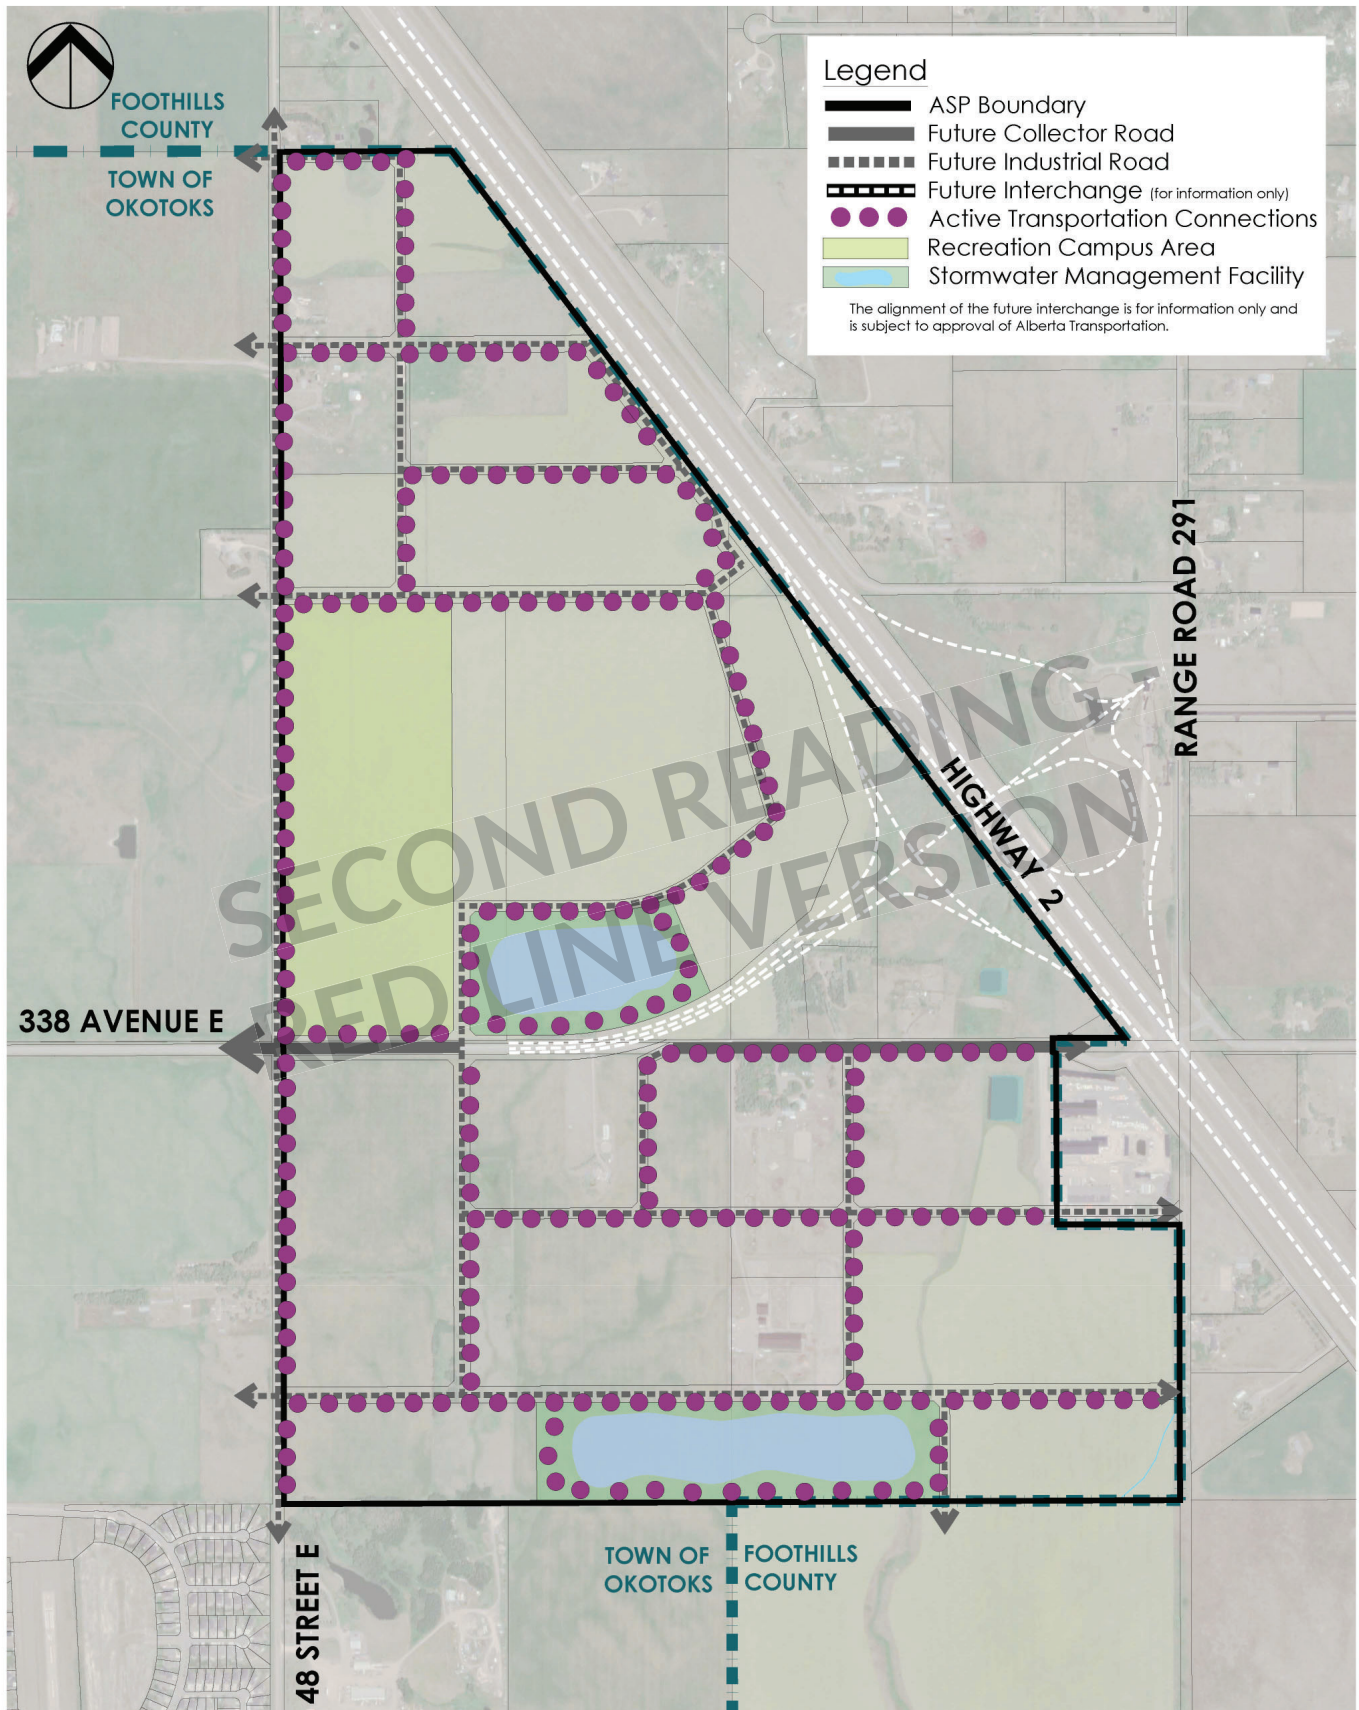 FOOTHILLS
COUNTY
TOWN OF
OKOTOKS
Legend
ASP Boundary
Future Collector Road
Future Industrial Road
Future Interchange (for information only)
Active Transportation Connections
Recreation Campus Area
Stormwater Management Facility
The alignment of the future interchange is for information only and
is subject to approval of Alberta Transportation.
RANGE ROAD 291
HIGHWAY 2
SECOND READING -
RED LINE VERSION
338 AVENUE E
48 STREET E
TOWN OF
OKOTOKS
FOOTHILLS
COUNTY